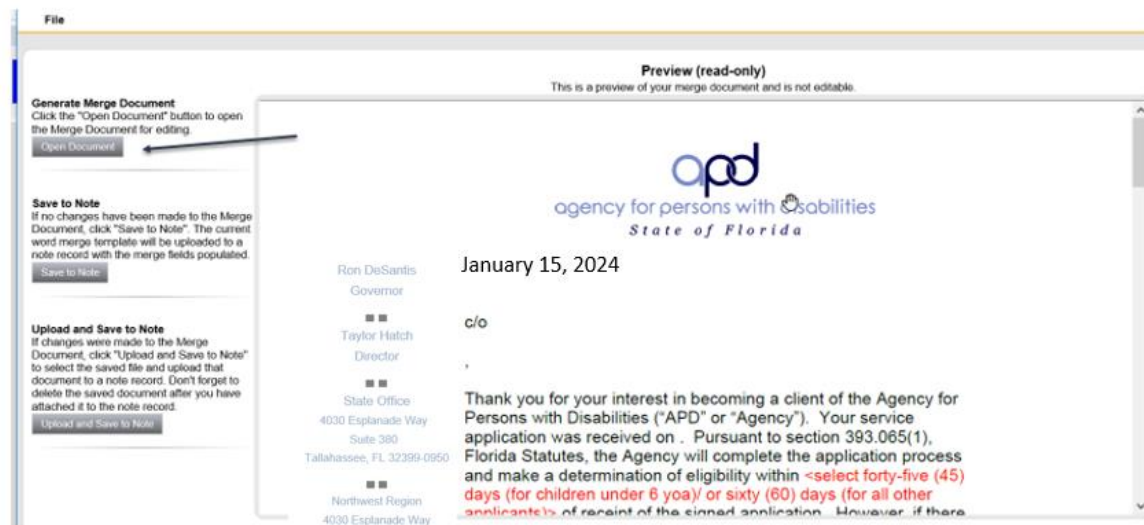 File
Preview (read-only)
This is a preview of your merge document and is not editable.
Generate Merge Document
Click the "Open Document" button to open
the Merge Document for editing.
Open Document
Save to Note
If no changes have been made to the Merge
Document, click "Save to Note". The current
word merge template will be uploaded to a
note record with the merge fields populated.
Save to Note
Upload and Save to Note
If changes were made to the Merge
Document, click "Upload and Save to Note"
to select the saved file and upload that
document to a note record. Don't forget to
delete the saved document after you have
attached it to the note record.
Upload and Save to Note
apd
agency for persons with disabilities
State of Florida
Ron DeSantis
Governor
Taylor Hatch
Director
State Office
4030 Esplanade Way
Suite 380
Tallahassee, FL 32399-0950
Northwest Region
4030 Esplanade Way
January 15, 2024
c/o
,
Thank you for your interest in becoming a client of the Agency for
Persons with Disabilities ("APD" or "Agency"). Your service
application was received on . Pursuant to section 393.065(1),
Florida Statutes, the Agency will complete the application process
and make a determination of eligibility within <select forty-five (45)
days (for children under 6 yoa)/ or sixty (60) days (for all other
applicants)> of receipt of the signed application. However, if there